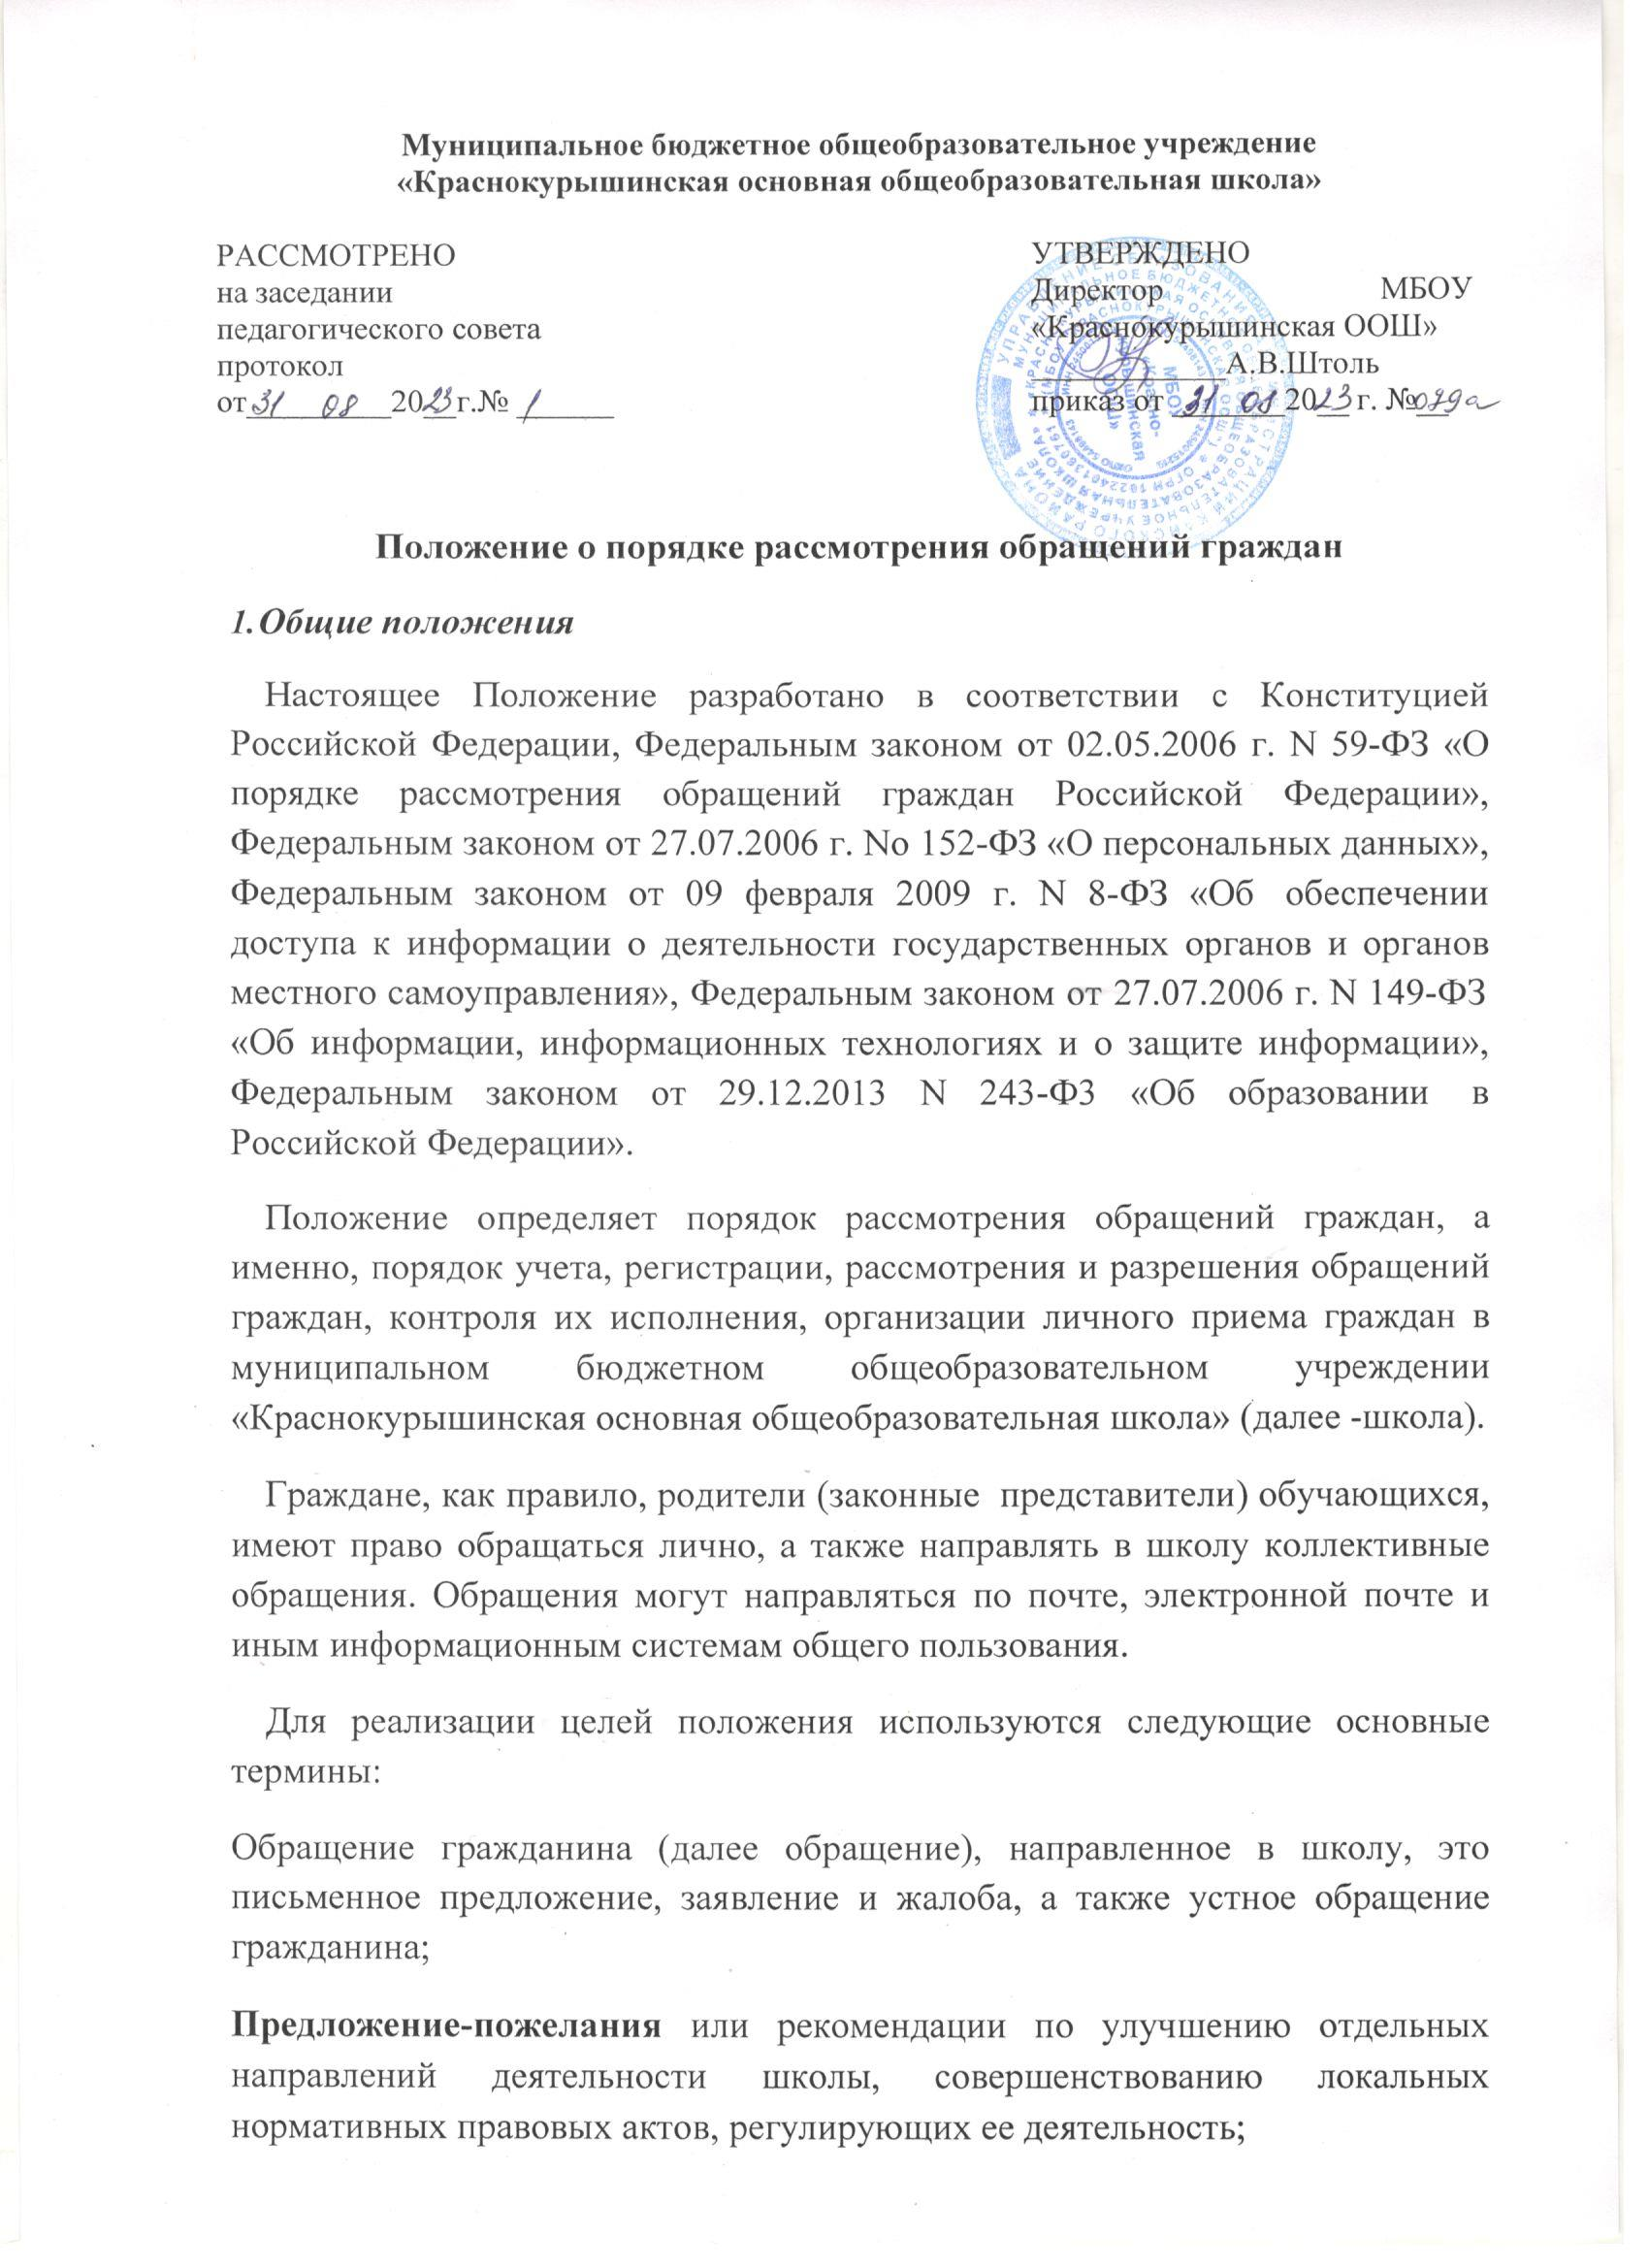 Муниципальное бюджетное общеобразовательное учреждение
«Краснокурышинская основная общеобразовательная школа»
РАССМОТРЕНО
на заседании
педагогического совета
протокол
от 31 08 2023 г.№ 1
УТВЕРЖДЕНО
Директор МБОУ
«Краснокурышинская ООШ»
____________А.В.Штоль
приказ от 31 08 2023 г. №
МБОУ
«Красно-
курышинская
ООШ»
Положение о порядке рассмотрения обращений граждан
1. Общие положения
Настоящее Положение разработано в соответствии с Конституцией
Российской Федерации, Федеральным законом от 02.05.2006 г. N 59-ФЗ «О
порядке рассмотрения обращений граждан Российской Федерации»,
Федеральным законом от 27.07.2006 г. No 152-ФЗ «О персональных данных»,
Федеральным законом от 09 февраля 2009 г. N 8-ФЗ «Об обеспечении
доступа к информации о деятельности государственных органов и органов
местного самоуправления», Федеральным законом от 27.07.2006 г. N 149-ФЗ
«Об информации, информационных технологиях и о защите информации»,
Федеральным законом от 29.12.2013 N 243-ФЗ «Об образовании в
Российской Федерации».
Положение определяет порядок рассмотрения обращений граждан, а
именно, порядок учета, регистрации, рассмотрения и разрешения обращений
граждан, контроля их исполнения, организации личного приема граждан в
муниципальном бюджетном общеобразовательном учреждении
«Краснокурышинская основная общеобразовательная школа» (далее -школа).
Граждане, как правило, родители (законные представители) обучающихся,
имеют право обращаться лично, а также направлять в школу коллективные
обращения. Обращения могут направляться по почте, электронной почте и
иным информационным системам общего пользования.
Для реализации целей положения используются следующие основные
термины:
Обращение гражданина (далее обращение), направленное в школу, это
письменное предложение, заявление и жалоба, а также устное обращение
гражданина;
Предложение-пожелания или рекомендации по улучшению отдельных
направлений деятельности школы, совершенствованию локальных
нормативных правовых актов, регулирующих ее деятельность;